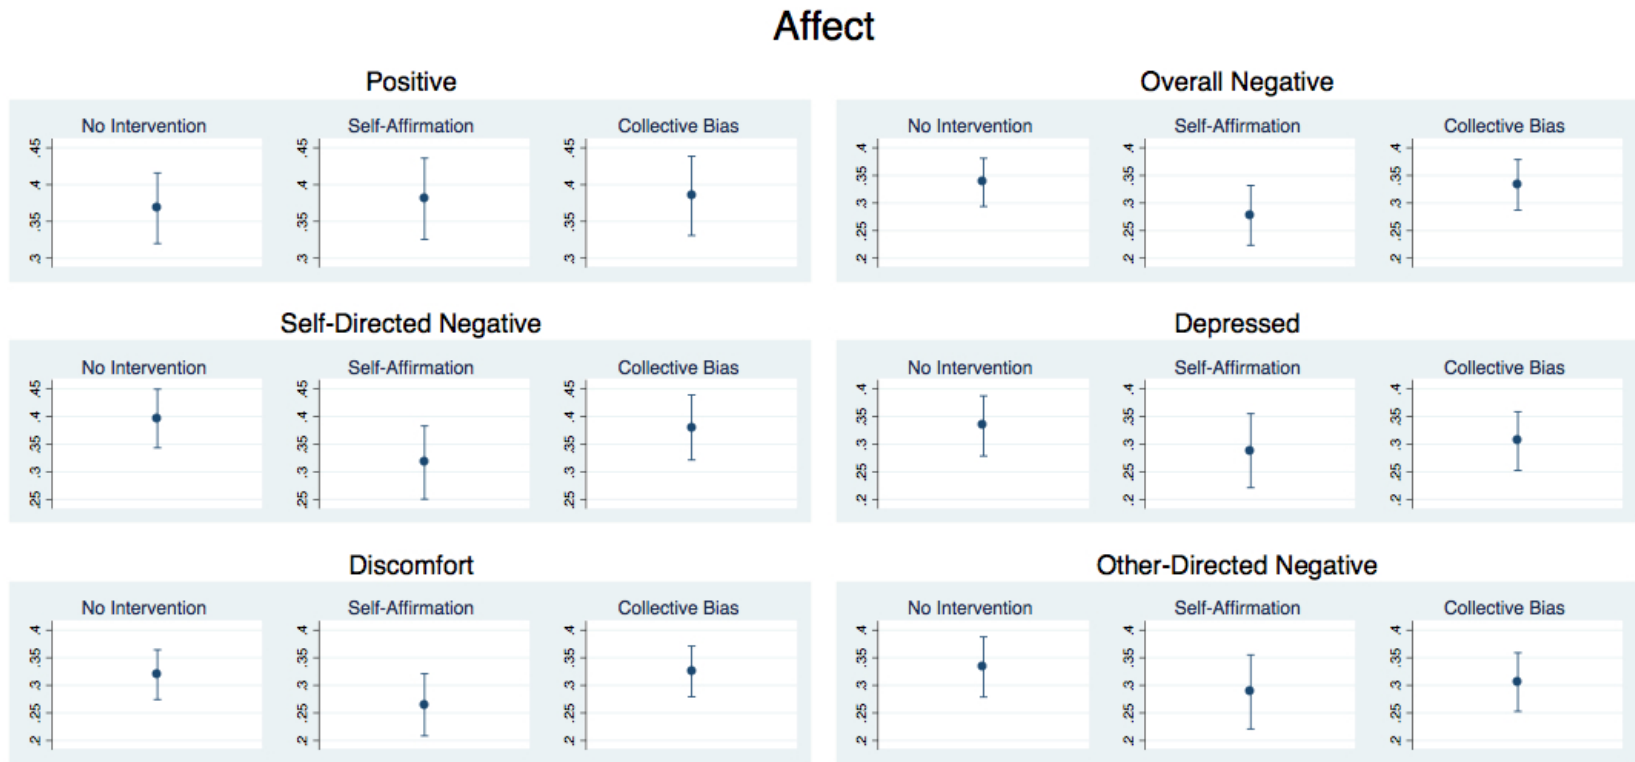 Affect
Positive
No Intervention Self-Affirmation Collective Bias
.45 .4 .35 .3
.45 .4 .35 .3
.45 .4 .35 .3
Overall Negative
No Intervention Self-Affirmation Collective Bias
.4 .35 .3 .25 .2
.4 .35 .3 .25 .2
.4 .35 .3 .25 .2
Self-Directed Negative
No Intervention Self-Affirmation Collective Bias
.45 .4 .35 .3 .25
.45 .4 .35 .3 .25
.45 .4 .35 .3 .25
Depressed
No Intervention Self-Affirmation Collective Bias
.4 .35 .3 .25 .2
.4 .35 .3 .25 .2
.4 .35 .3 .25 .2
Discomfort
No Intervention Self-Affirmation Collective Bias
.4 .35 .3 .25 .2
.4 .35 .3 .25 .2
.4 .35 .3 .25 .2
Other-Directed Negative
No Intervention Self-Affirmation Collective Bias
.4 .35 .3 .25 .2
.4 .35 .3 .25 .2
.4 .35 .3 .25 .2